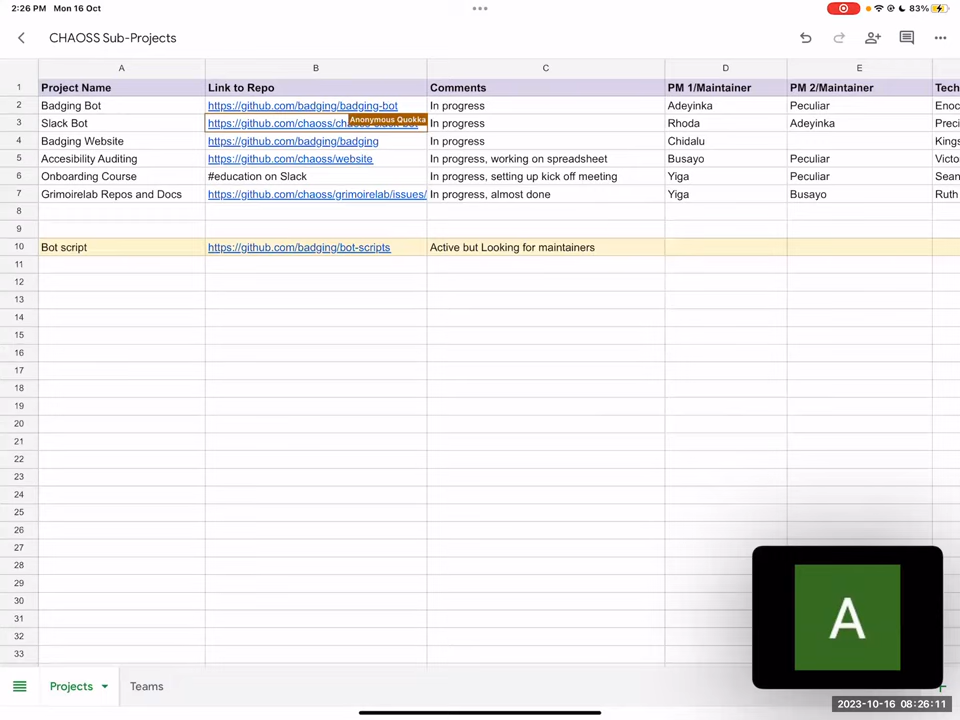 2:26 PM Mon 16 Oct 83%
CHAOSS Sub-Projects
A B C D E
1 Project Name Link to Repo Comments PM 1/Maintainer PM 2/Maintainer Tech
2 Badging Bot https://github.com/badging/badging-bot In progress Adeyinka Peculiar Enoc
3 Slack Bot https://github.com/chaoss/ch Anonymous Quokka In progress Rhoda Adeyinka Preci
4 Badging Website https://github.com/badging/badging In progress Chidalu Kings
5 Accesibility Auditing https://github.com/chaoss/website In progress, working on spreadsheet Busayo Peculiar Victo
6 Onboarding Course #education on Slack In progress, setting up kick off meeting Yiga Peculiar Sean
7 Grimoirelab Repos and Docs https://github.com/chaoss/grimoirelab/issues/ In progress, almost done Yiga Busayo Ruth
8
9
10 Bot script https://github.com/badging/bot-scripts Active but Looking for maintainers
11
12
13
14
15
16
17
18
19
20
21
22
23
24
25
26
27
28
29
30
31
32
33
A
Projects Teams
2023-10-16 08:26:11